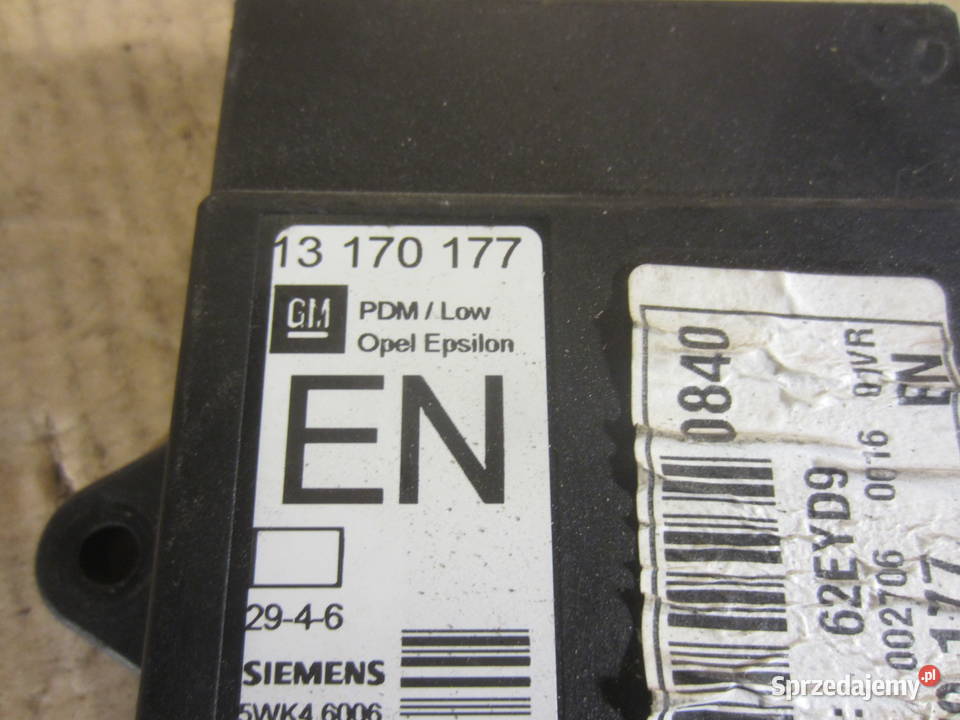 13 170 177
GM
PDM / Low
Opel Epsilon
EN
29-4-6
SIEMENS
5WK4 6006
0840
62EYD9
002706 0016
EN
Sprzedajemy.pl